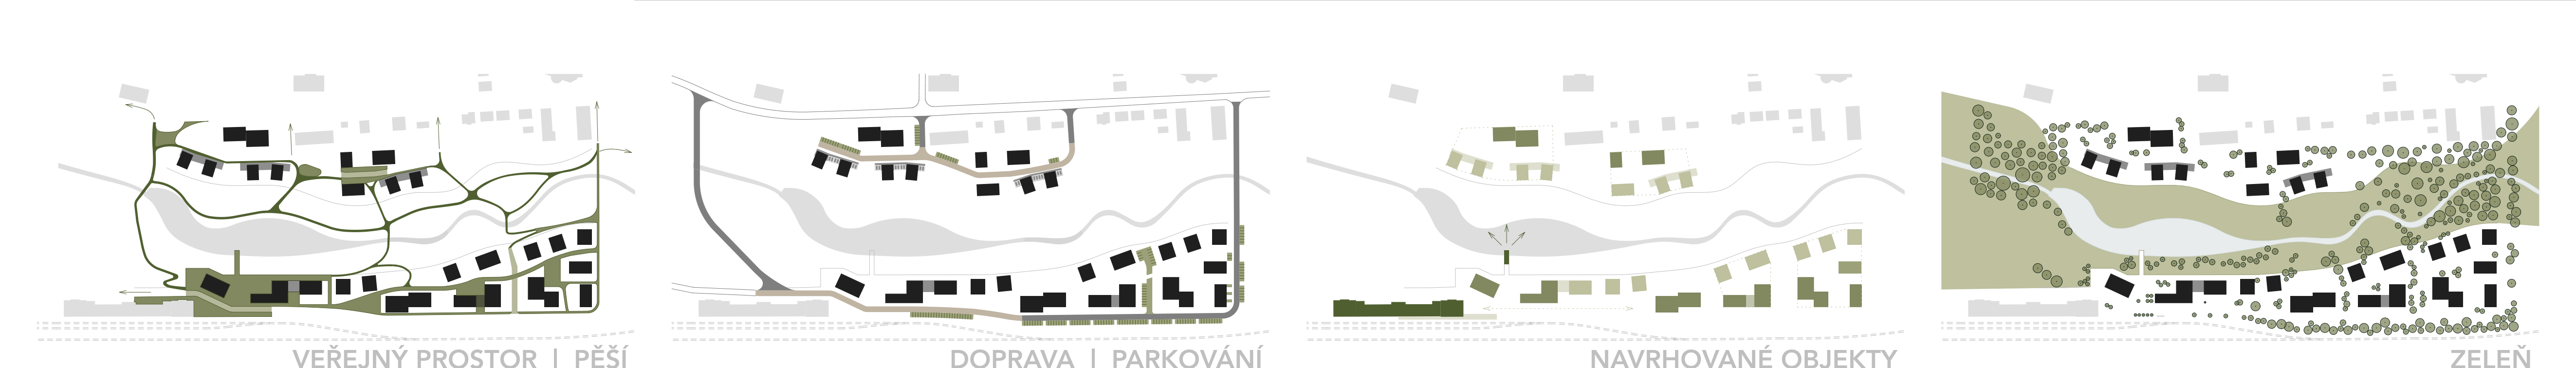 VEŘEJNÝ PROSTOR | PĚŠÍ
DOPRAVA | PARKOVÁNÍ
NAVRHOVANÉ OBJEKTY
ZELEŇ